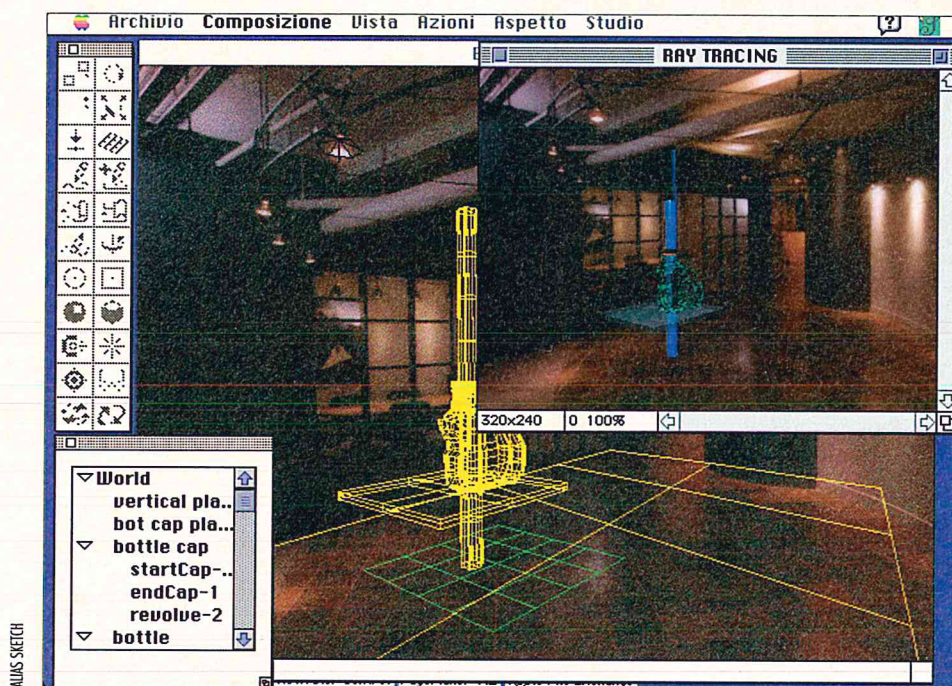 Archivio Composizione Vista Azioni Aspetto Studio
RAY TRACING
320x240 0 100%
World
vertical pla..
bot cap pla...
bottle cap
startCap-..
endCap-1
revolve-2
bottle
ALIAS SKETCH